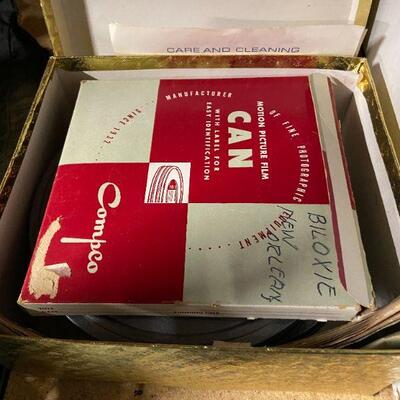 CARE AND CLEANING
MANUFACTURER OF FINE PHOTOGRAPHIC EQUIPMENT
SINCE 1932
MOTION PICTURE FILM
CAN
WITH LABEL FOR
EASY IDENTIFICATION
Compco
BILOXIE
NEW
ORLEANS